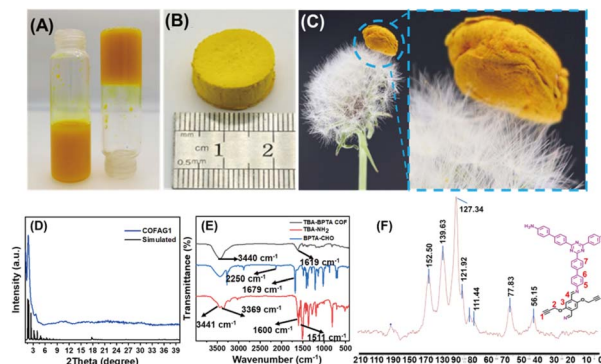 (A)
(B)
(C)
mm
cm 1 2
0.5mm
(D)
COFAG1
Simulated
Intensity (a.u.)
3 6 9 12 15 18 21 24 27 30 33 36 39
2Theta (degree)
(E)
TBA-BPTA COF
TBA-NH2
BPTA-CHO
Transmittance (%)
3440 cm-1
1619 cm-1
2250 cm-1
1679 cm-1
3369 cm-1
3441 cm-1
1600 cm-1
1511 cm-1
3500 2500 1500 1000 500
Wavenumber (cm-1)
(F)
127.34
139.63
152.50
121.92
111.44
77.83
56.15
7
6
5
4
3
2
1